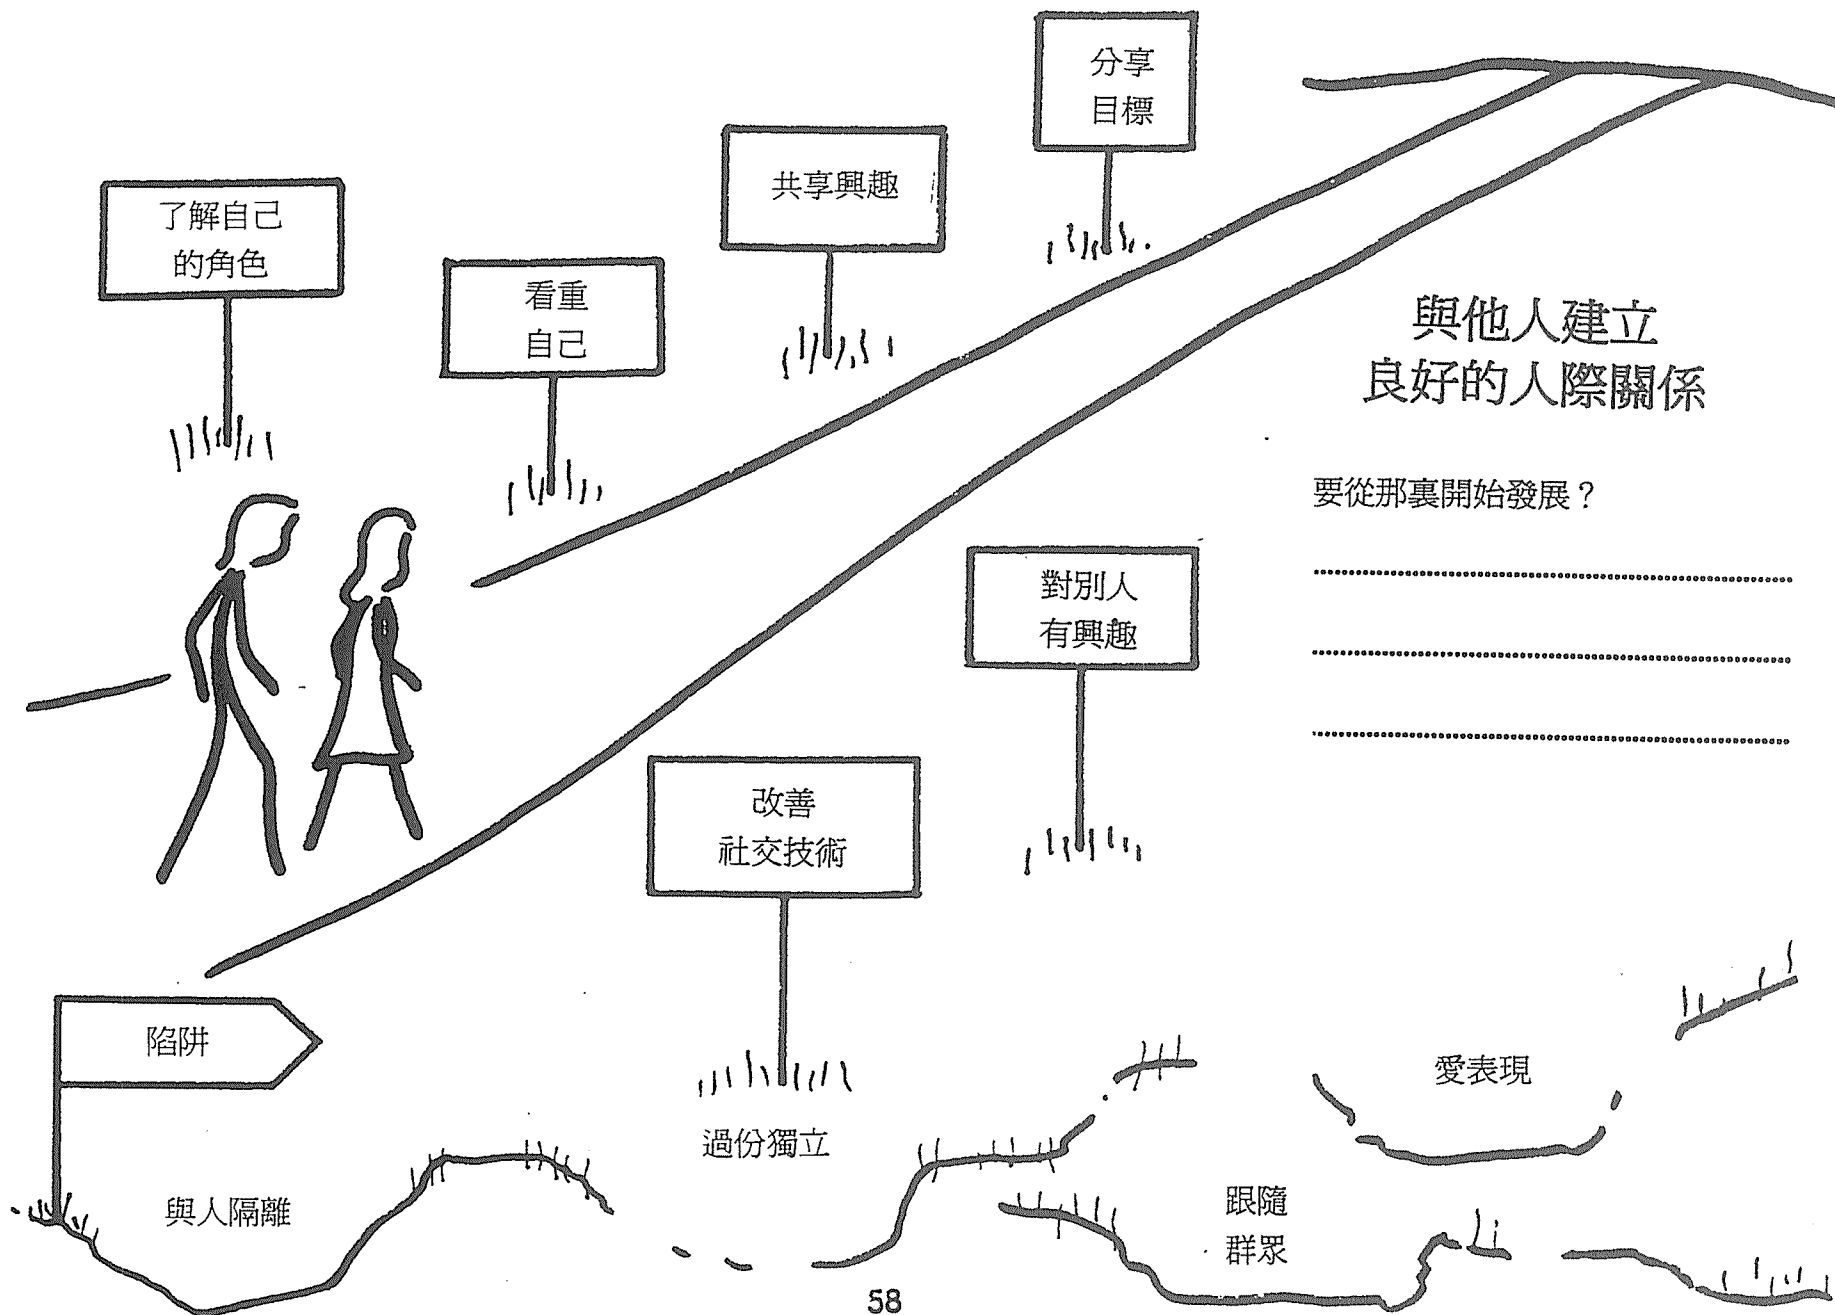 分享
目標
共享興趣
了解自己
的角色
看重
自己
與他人建立
良好的人際關係
要從那裏開始發展？
對別人
有興趣
改善
社交技術
陷阱
愛表現
過份獨立
與人隔離
跟隨
群眾
58